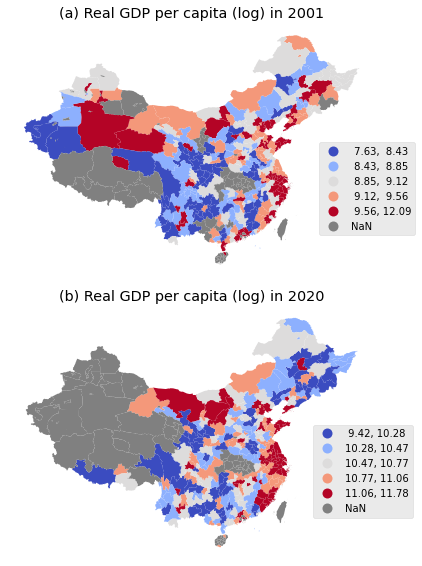 (a) Real GDP per capita (log) in 2001
7.63, 8.43
8.43, 8.85
8.85, 9.12
9.12, 9.56
9.56, 12.09
NaN
(b) Real GDP per capita (log) in 2020
9.42, 10.28
10.28, 10.47
10.47, 10.77
10.77, 11.06
11.06, 11.78
NaN